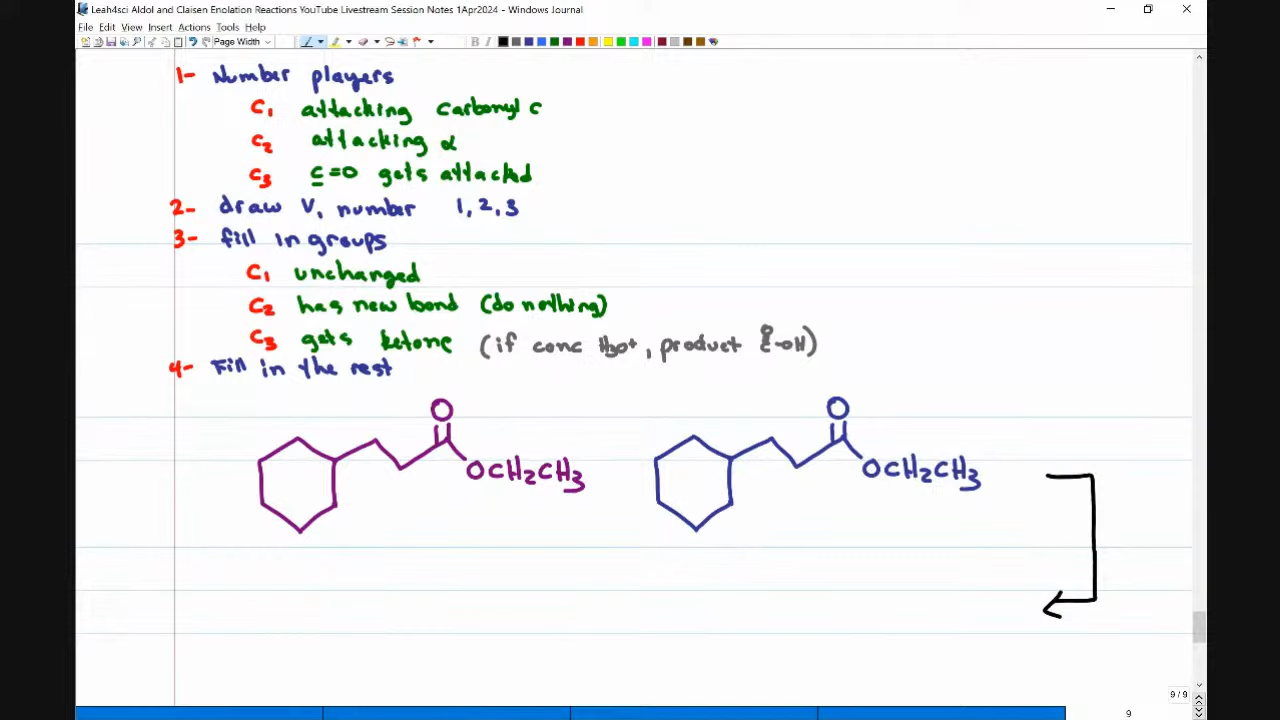 Leah4sci Aldol and Claisen Enolation Reactions YouTube Livestream Session Notes 1Apr2024 - Windows Journal
File Edit View Insert Actions Tools Help
Page Width
B I
1- Number players
C1 attacking carbonyl c
C2 attacking α
C3 C=O gets attacked
2- draw V, number 1, 2, 3
3- fill in groups
C1 unchanged
C2 has new bond (do nothing)
C3 gets ketone (if conc H3O+, product {-OH)
4- Fill in the rest
O O
OCH2CH3 OCH2CH3
9 / 9
9